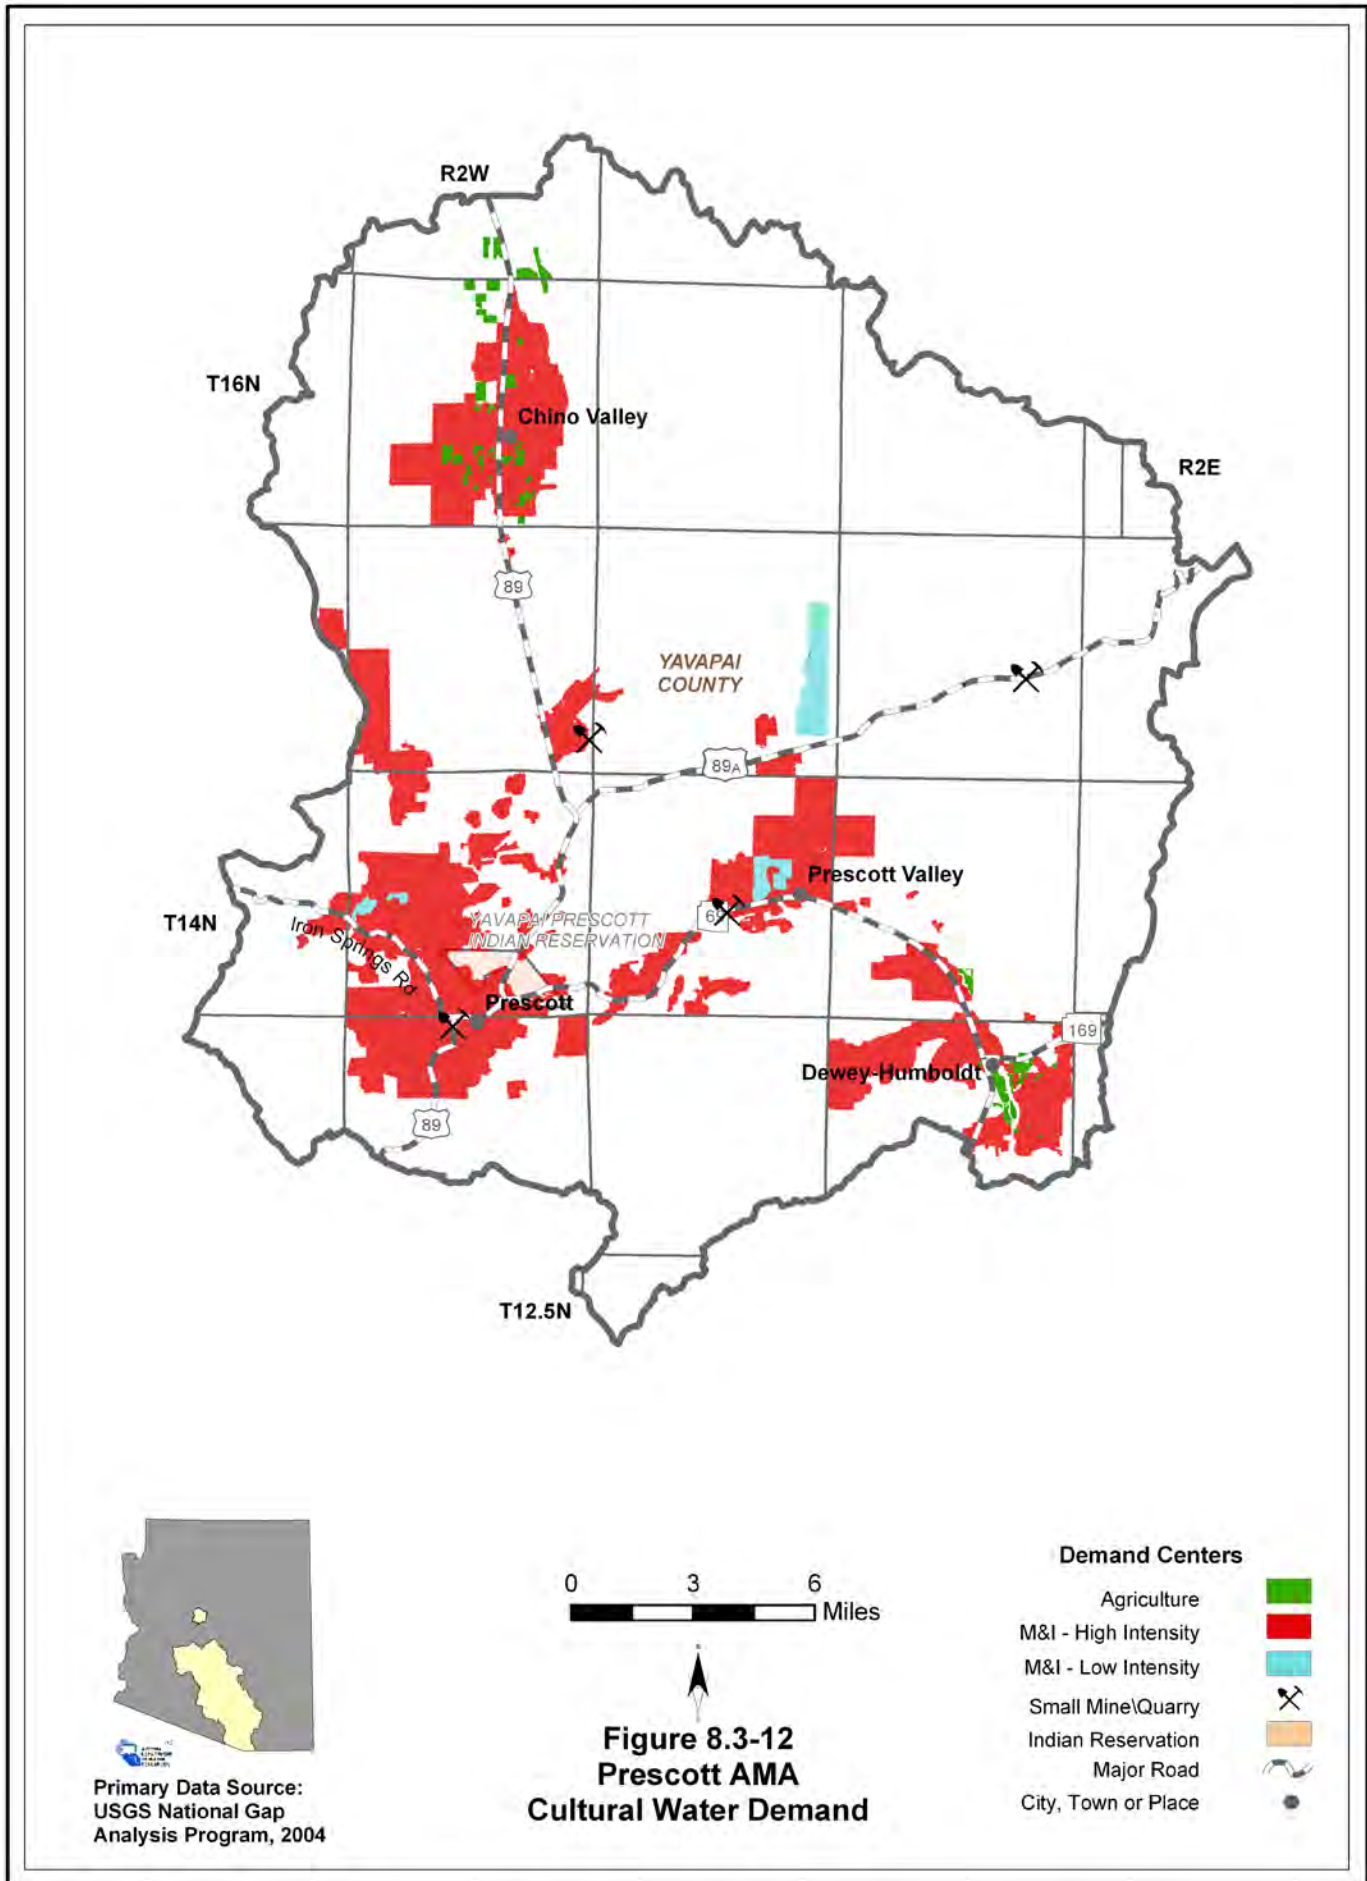 R2W
T16N
Chino Valley
R2E
89
YAVAPAI
COUNTY
89A
Prescott Valley
T14N
Iron Springs Rd
YAVAPAI PRESCOTT
INDIAN RESERVATION
69
Prescott
169
Dewey-Humboldt
89
T12.5N
0 3 6
Miles
Figure 8.3-12
Prescott AMA
Cultural Water Demand
Primary Data Source:
USGS National Gap
Analysis Program, 2004
Demand Centers
Agriculture
M&I - High Intensity
M&I - Low Intensity
Small Mine\Quarry
Indian Reservation
Major Road
City, Town or Place